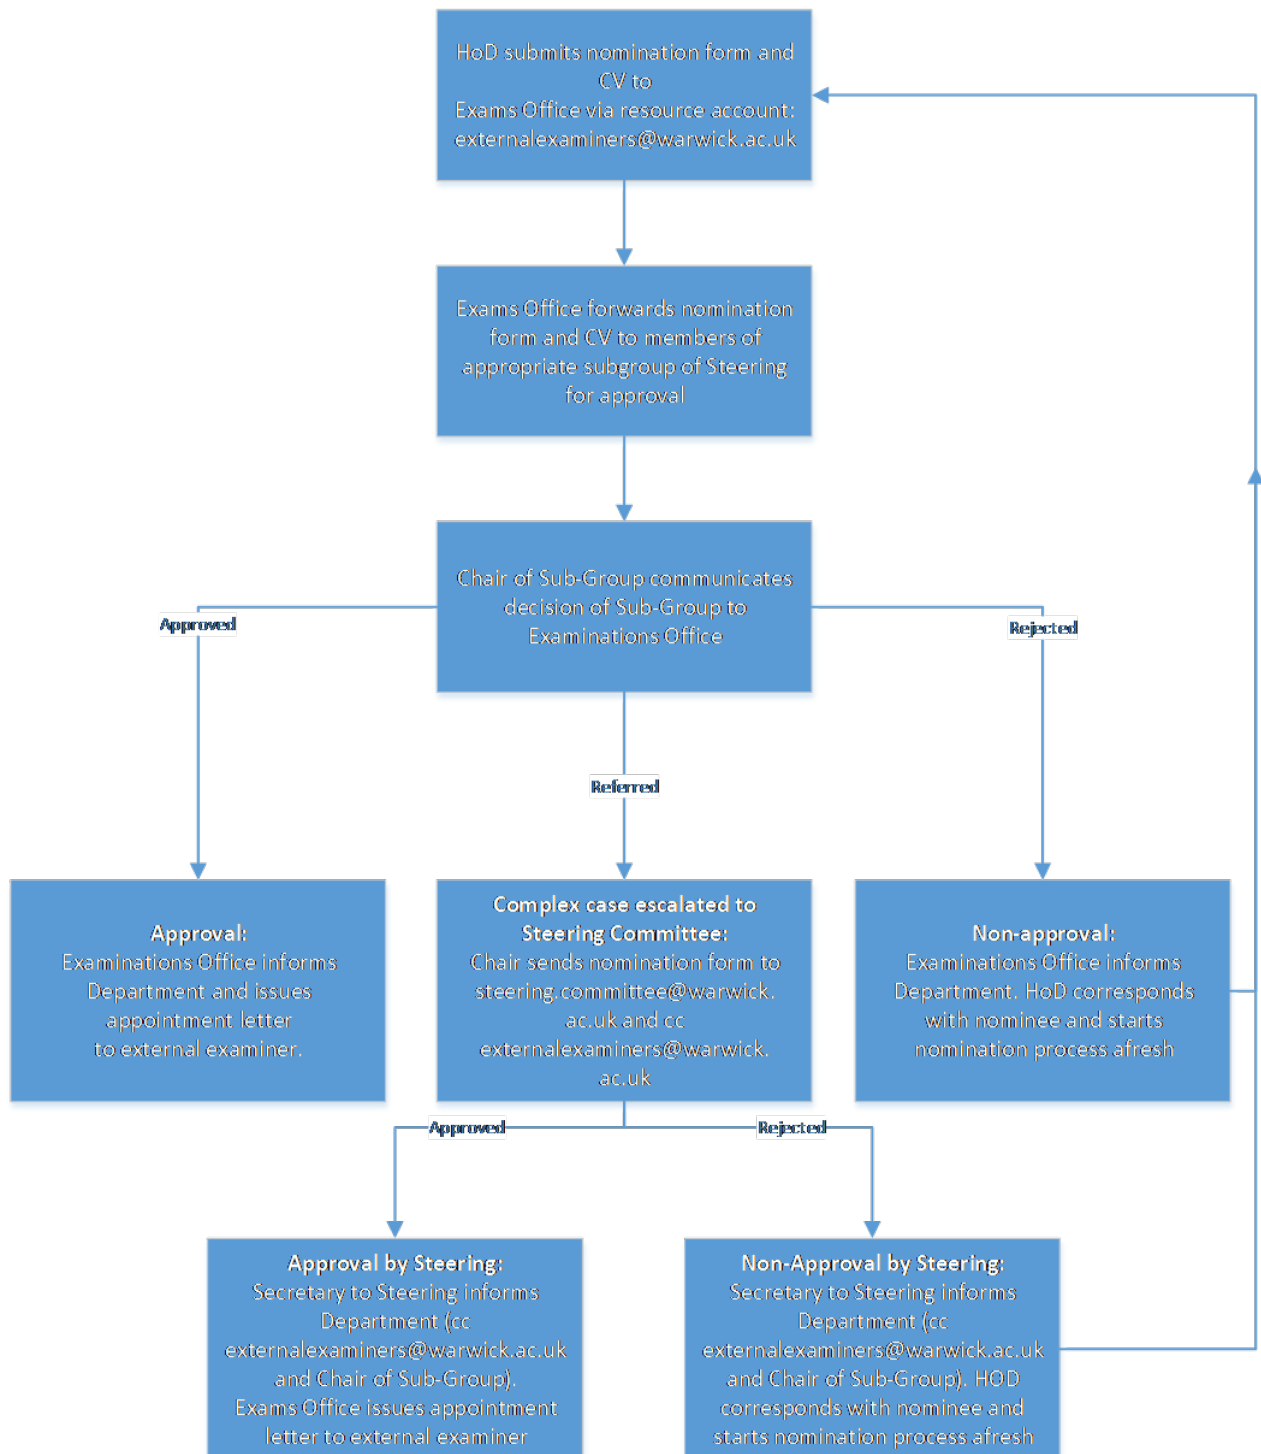 HoD submits nomination form and
CV to
Exams Office via resource account:
externalexaminers@warwick.ac.uk
Exams Office forwards nomination
form and CV to members of
appropriate subgroup of Steering
for approval
Chair of Sub-Group communicates
decision of Sub-Group to
Examinations Office
Approved
Rejected
Referred
Approval:
Examinations Office informs
Department and issues
appointment letter
to external examiner.
Complex case escalated to
Steering Committee:
Chair sends nomination form to
steering.committee@warwick.
ac.uk and cc
externalexaminers@warwick.
ac.uk
Non-approval:
Examinations Office informs
Department. HoD corresponds
with nominee and starts
nomination process afresh
Approved
Rejected
Approval by Steering:
Secretary to Steering informs
Department (cc
externalexaminers@warwick.ac.uk
and Chair of Sub-Group).
Exams Office issues appointment
letter to external examiner
Non-Approval by Steering:
Secretary to Steering informs
Department (cc
externalexaminers@warwick.ac.uk
and Chair of Sub-Group). HOD
corresponds with nominee and
starts nomination process afresh